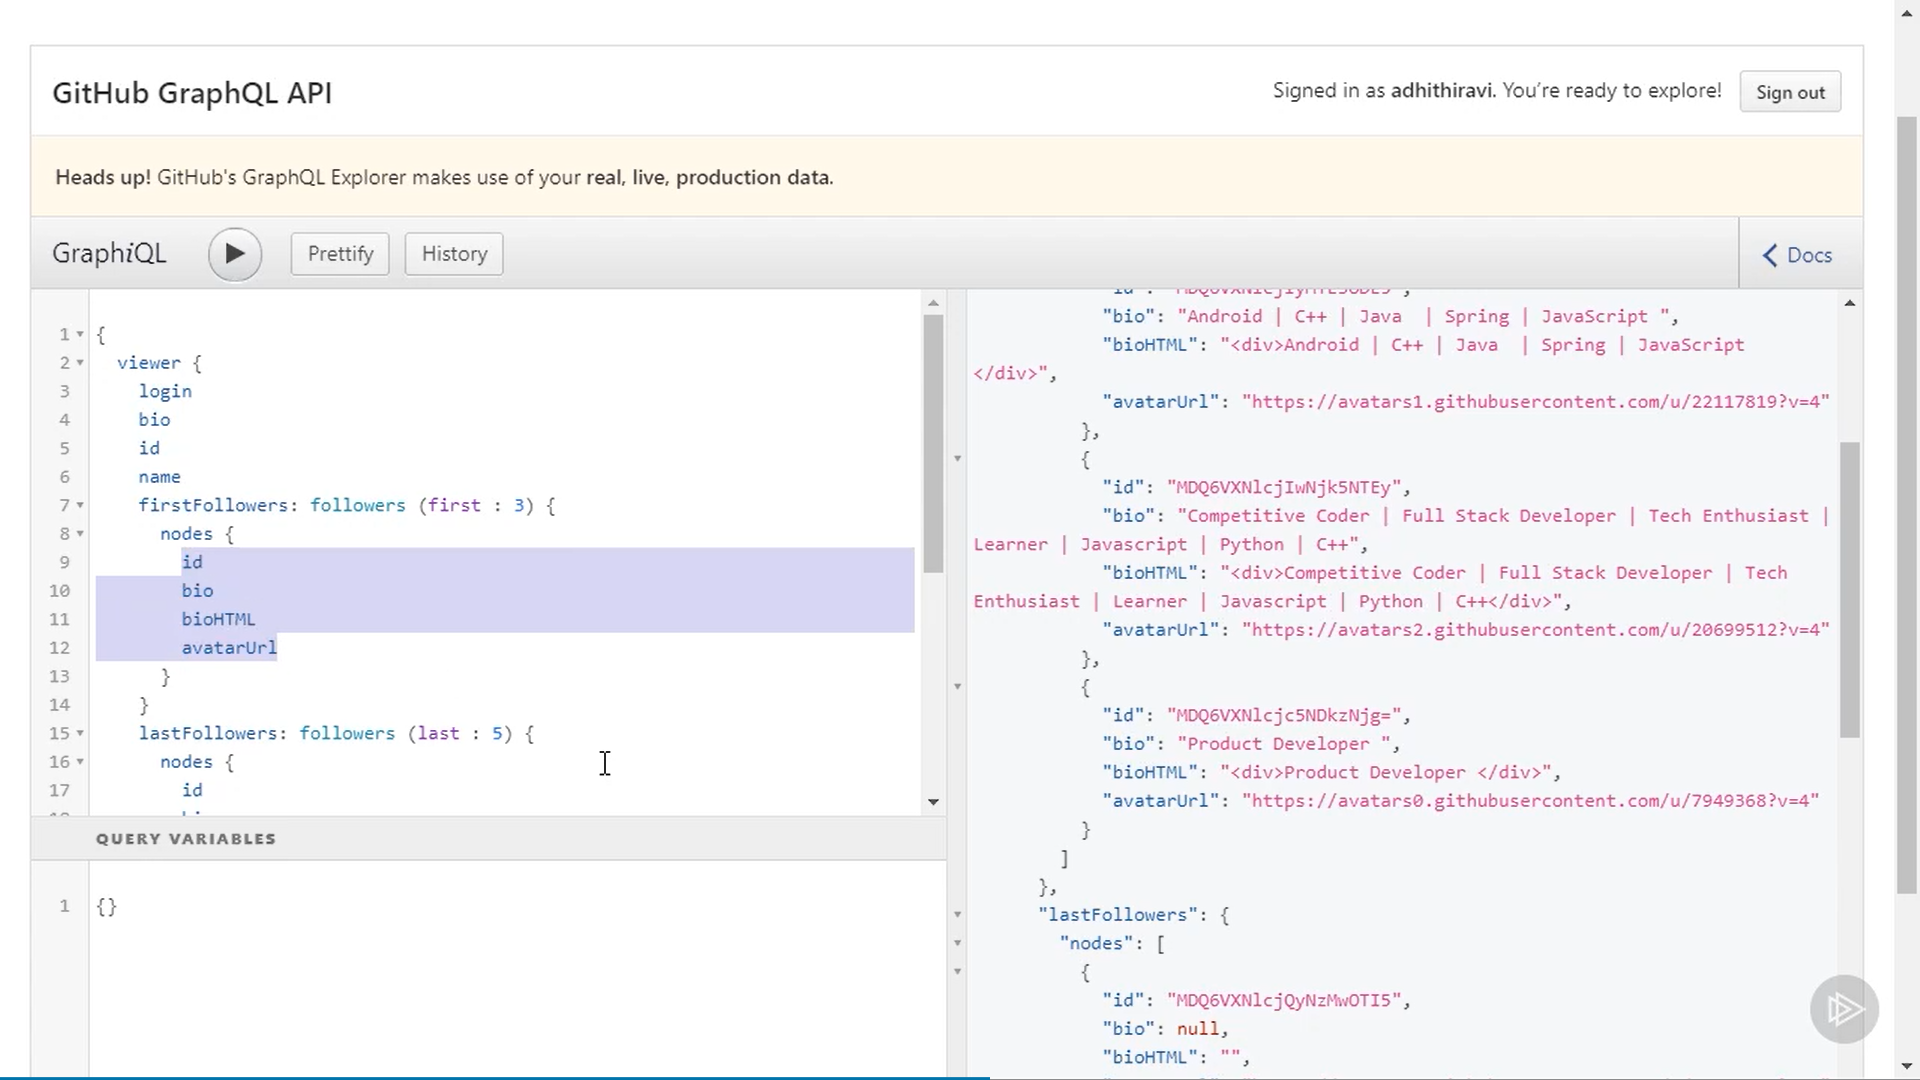 GitHub GraphQL API
Signed in as adhithiravi. You're ready to explore!
Sign out
Heads up! GitHub's GraphQL Explorer makes use of your real, live, production data.
GraphiQL
Prettify
History
Docs
1 {
2 viewer {
3 login
4 bio
5 id
6 name
7 firstFollowers: followers (first : 3) {
8 nodes {
9 id
10 bio
11 bioHTML
12 avatarUrl
13 }
14 }
15 lastFollowers: followers (last : 5) {
16 nodes {
17 id
QUERY VARIABLES
1 {}
"bio": "Android | C++ | Java  | Spring | JavaScript ",
"bioHTML": "<div>Android | C++ | Java  | Spring | JavaScript
</div>",
"avatarUrl": "https://avatars1.githubusercontent.com/u/22117819?v=4"
},
{
"id": "MDQ6VXNlcjIwNjk5NTEy",
"bio": "Competitive Coder | Full Stack Developer | Tech Enthusiast |
Learner | Javascript | Python | C++",
"bioHTML": "<div>Competitive Coder | Full Stack Developer | Tech
Enthusiast | Learner | Javascript | Python | C++</div>",
"avatarUrl": "https://avatars2.githubusercontent.com/u/20699512?v=4"
},
{
"id": "MDQ6VXNlcjc5NDkzNjg=",
"bio": "Product Developer ",
"bioHTML": "<div>Product Developer </div>",
"avatarUrl": "https://avatars0.githubusercontent.com/u/7949368?v=4"
}
]
},
"lastFollowers": {
"nodes": [
{
"id": "MDQ6VXNlcjQyNzMwOTI5",
"bio": null,
"bioHTML": "",